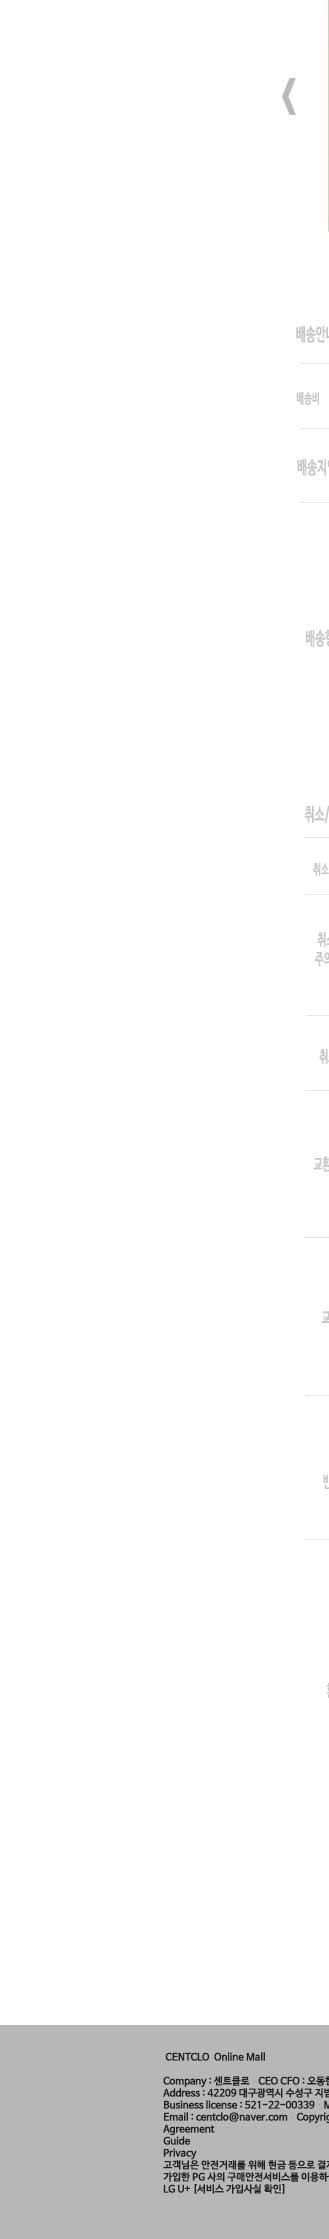 배송안
배송비
배송지
배송
취소/
취소
주의
취
교환
CENTCLO Online Mall
Company : 센트클로 CEO CFO : 오동
Address : 42209 대구광역시 수성구 지범
Business license : 521-22-00339 M
Email : centclo@naver.com Copyrig
Agreement
Guide
Privacy
고객님은 안전거래를 위해 현금 등으로 결
가입한 PG 사의 구매안전서비스를 이용하
LG U+ [서비스 가입사실 확인]